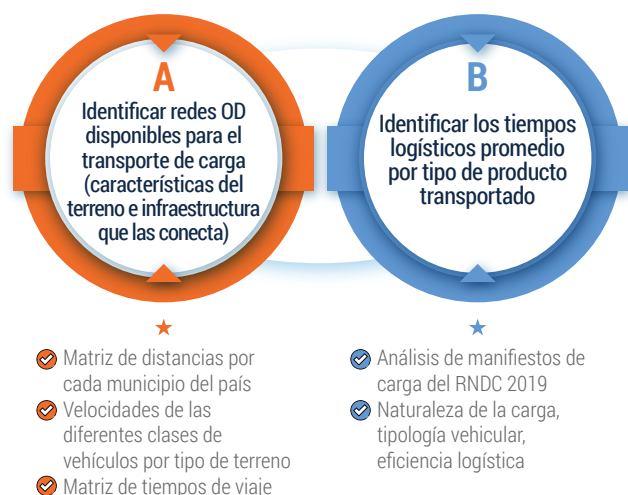 A
Identificar redes OD
disponibles para el
transporte de carga
(características del
terreno e infraestructura
que las conecta)
Matriz de distancias por
cada municipio del país
Velocidades de las
diferentes clases de
vehículos por tipo de terreno
Matriz de tiempos de viaje
B
Identificar los tiempos
logísticos promedio
por tipo de producto
transportado
Análisis de manifiestos de
carga del RNDC 2019
Naturaleza de la carga,
tipología vehicular,
eficiencia logística